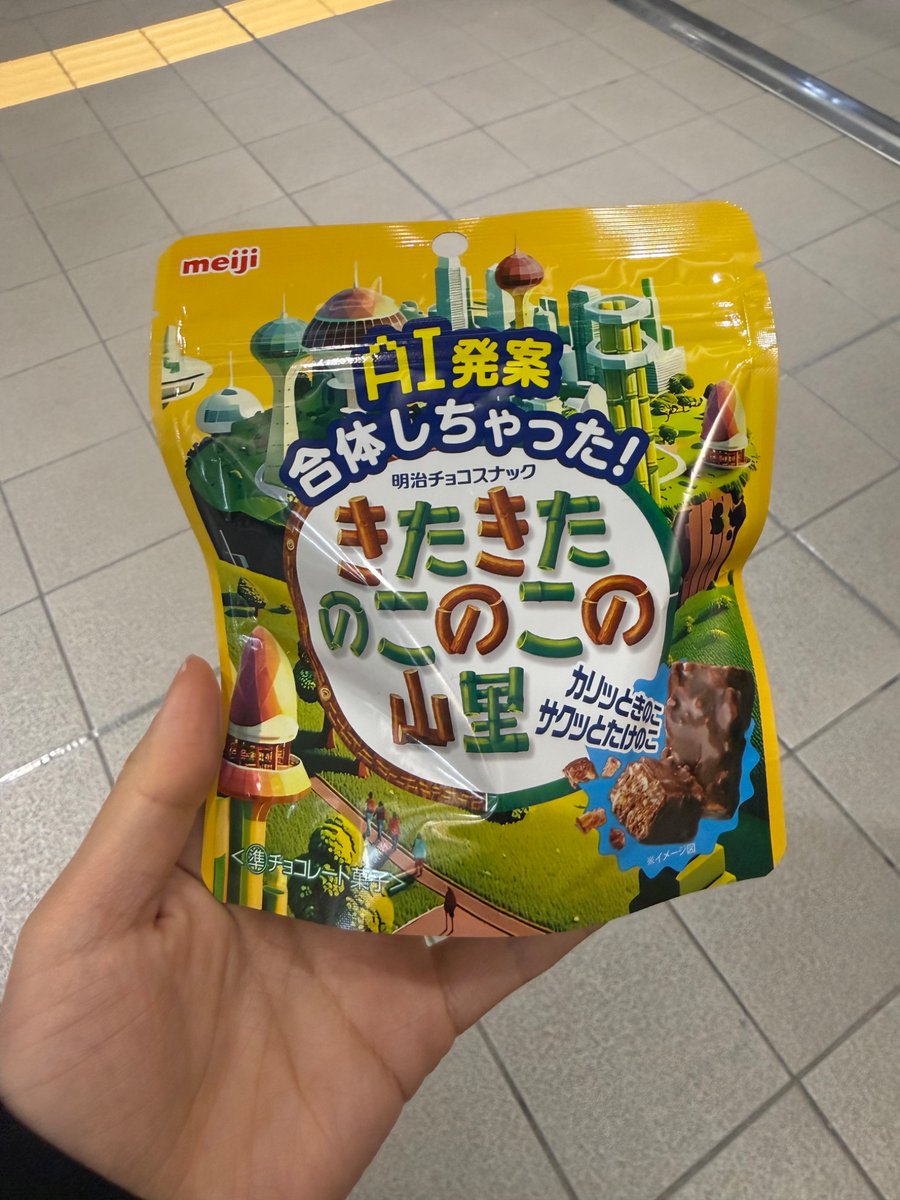 meiji
AI発案
合体しちゃった!
明治チョコスナック
きたきた
のこのこの
山里
カリッときのこ
サクッとたけのこ
※イメージ図
<準チョコレート菓子>